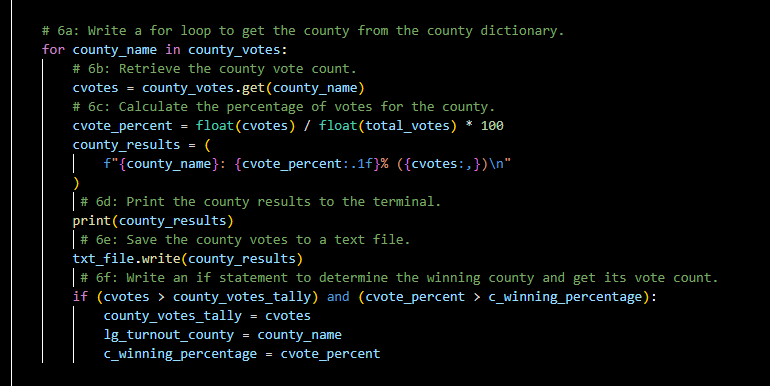 # 6a: Write a for loop to get the county from the county dictionary.
for county_name in county_votes:
# 6b: Retrieve the county vote count.
cvotes = county_votes.get(county_name)
# 6c: Calculate the percentage of votes for the county.
cvote_percent = float(cvotes) / float(total_votes) * 100
county_results = (
f"{county_name}: {cvote_percent:.1f}% ({cvotes:,})\n"
)
# 6d: Print the county results to the terminal.
print(county_results)
# 6e: Save the county votes to a text file.
txt_file.write(county_results)
# 6f: Write an if statement to determine the winning county and get its vote count.
if (cvotes > county_votes_tally) and (cvote_percent > c_winning_percentage):
county_votes_tally = cvotes
lg_turnout_county = county_name
c_winning_percentage = cvote_percent